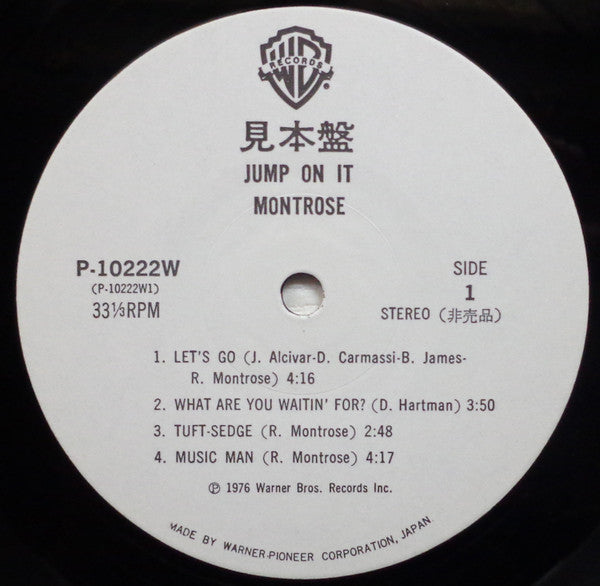 WB
RECORDS
®
見本盤
JUMP ON IT
MONTROSE
P-10222W
(P-10222W1)
33⅓RPM
SIDE
1
STEREO (非売品)
1. LET'S GO (J. Alcivar-D. Carmassi-B. James-
R. Montrose) 4:16
2. WHAT ARE YOU WAITIN' FOR? (D. Hartman) 3:50
3. TUFT-SEDGE (R. Montrose) 2:48
4. MUSIC MAN (R. Montrose) 4:17
℗ 1976 Warner Bros. Records Inc.
MADE BY WARNER-PIONEER CORPORATION, JAPAN